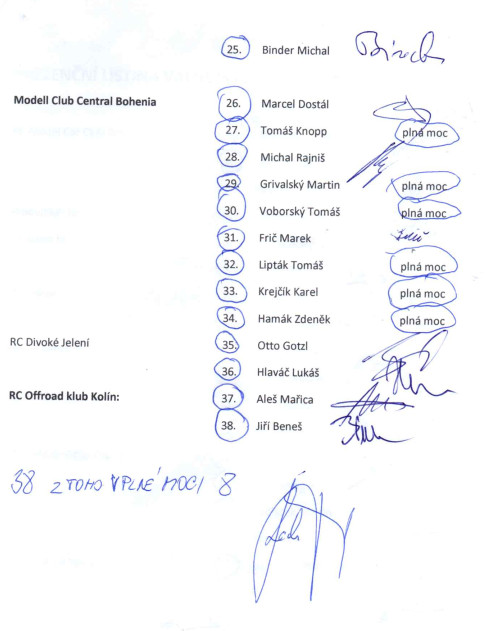 25. Binder Michal
Modell Club Central Bohenia 26. Marcel Dostál
27. Tomáš Knopp plná moc
28. Michal Rajniš
29. Grivalský Martin plná moc
30. Voborský Tomáš plná moc
31. Frič Marek
32. Lipták Tomáš plná moc
33. Krejčík Karel plná moc
34. Hamák Zdeněk plná moc
RC Divoké Jelení 35. Otto Gotzl
36. Hlaváč Lukáš
RC Offroad klub Kolín: 37. Aleš Mařica
38. Jiří Beneš
38 Z TOHO V PLNÉ MOCI 8